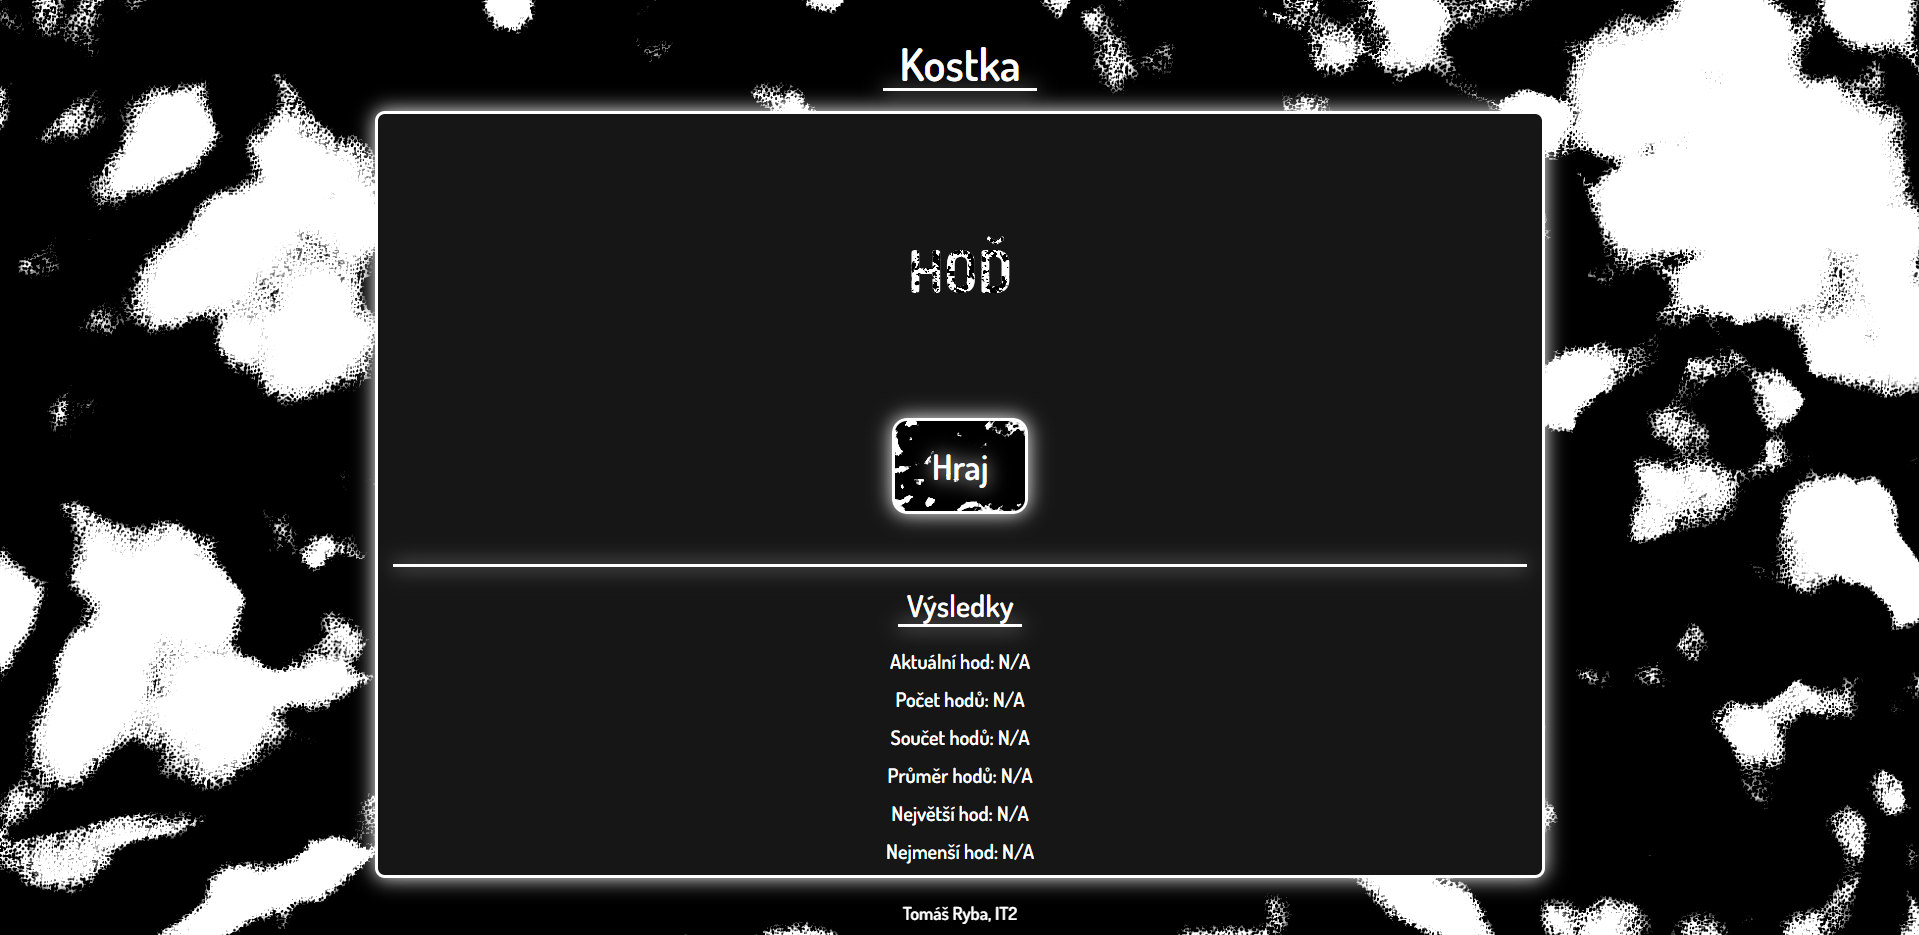 Kostka
HOĎ
Hraj
Výsledky
Aktuální hod: N/A
Počet hodů: N/A
Součet hodů: N/A
Průměr hodů: N/A
Největší hod: N/A
Nejmenší hod: N/A
Tomáš Ryba, IT2